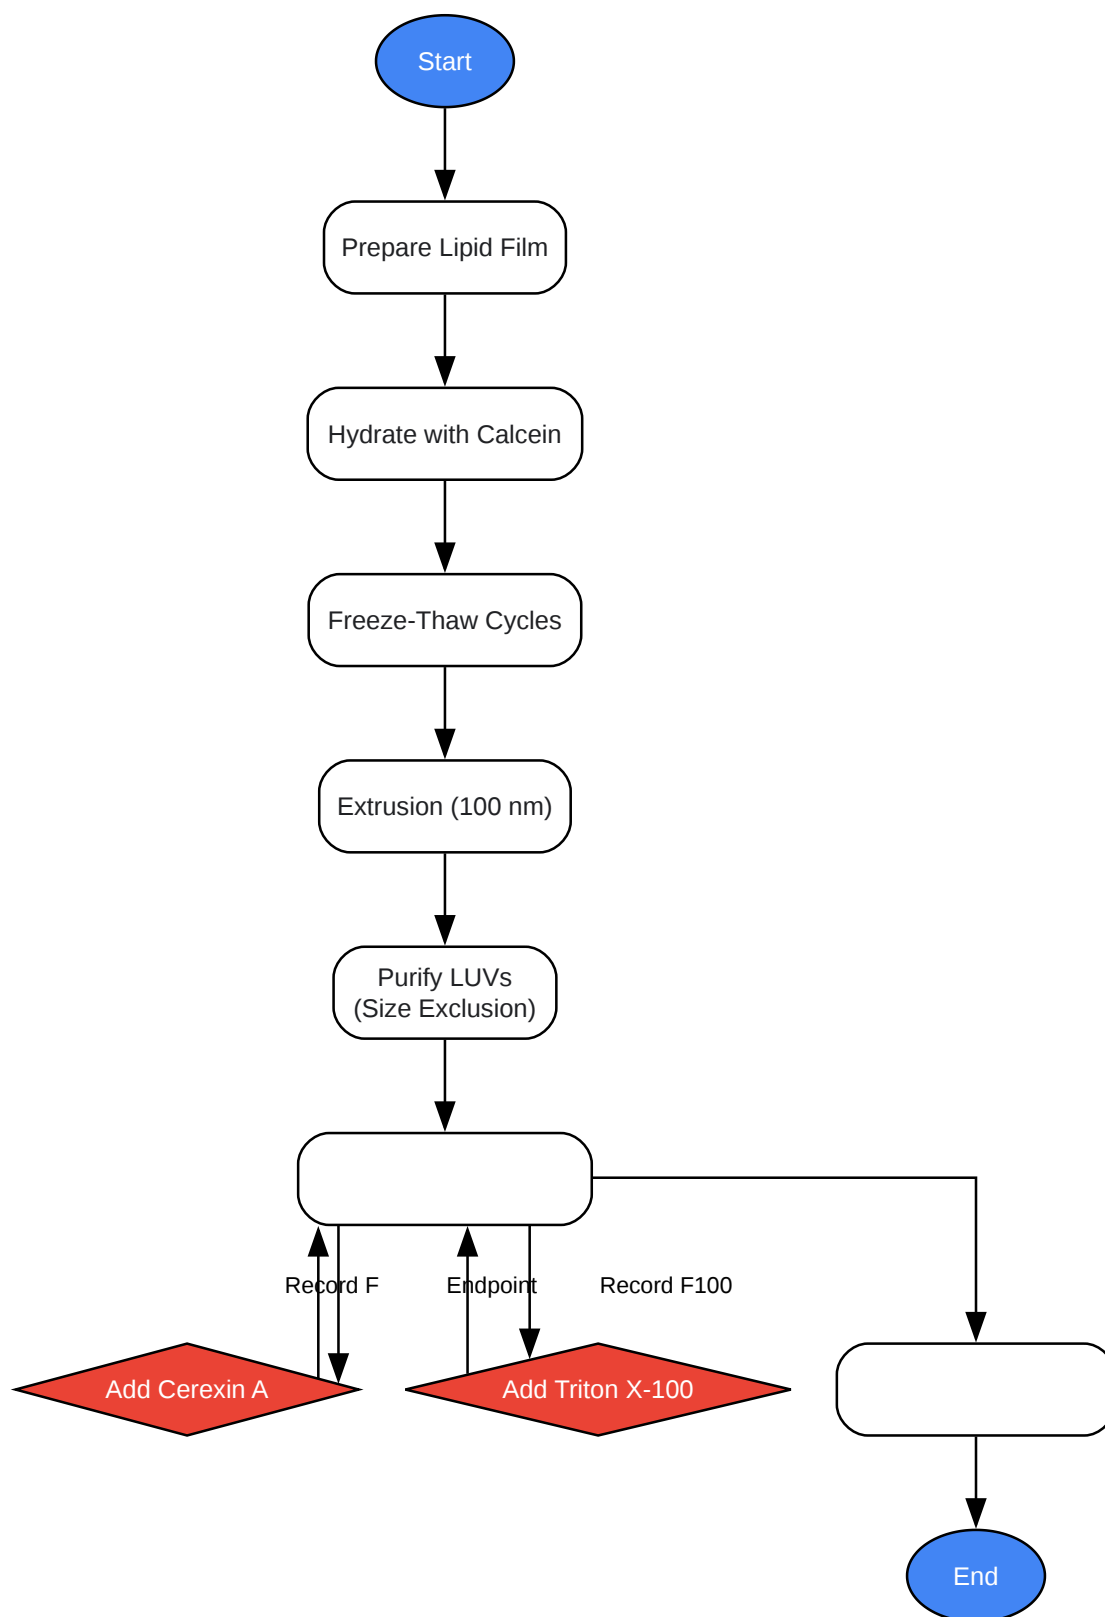 Start
Prepare Lipid Film
Hydrate with Calcein
Freeze-Thaw Cycles
Extrusion (100 nm)
Purify LUVs
(Size Exclusion)
Record F
Endpoint
Record F100
Add Cerexin A
Add Triton X-100
End